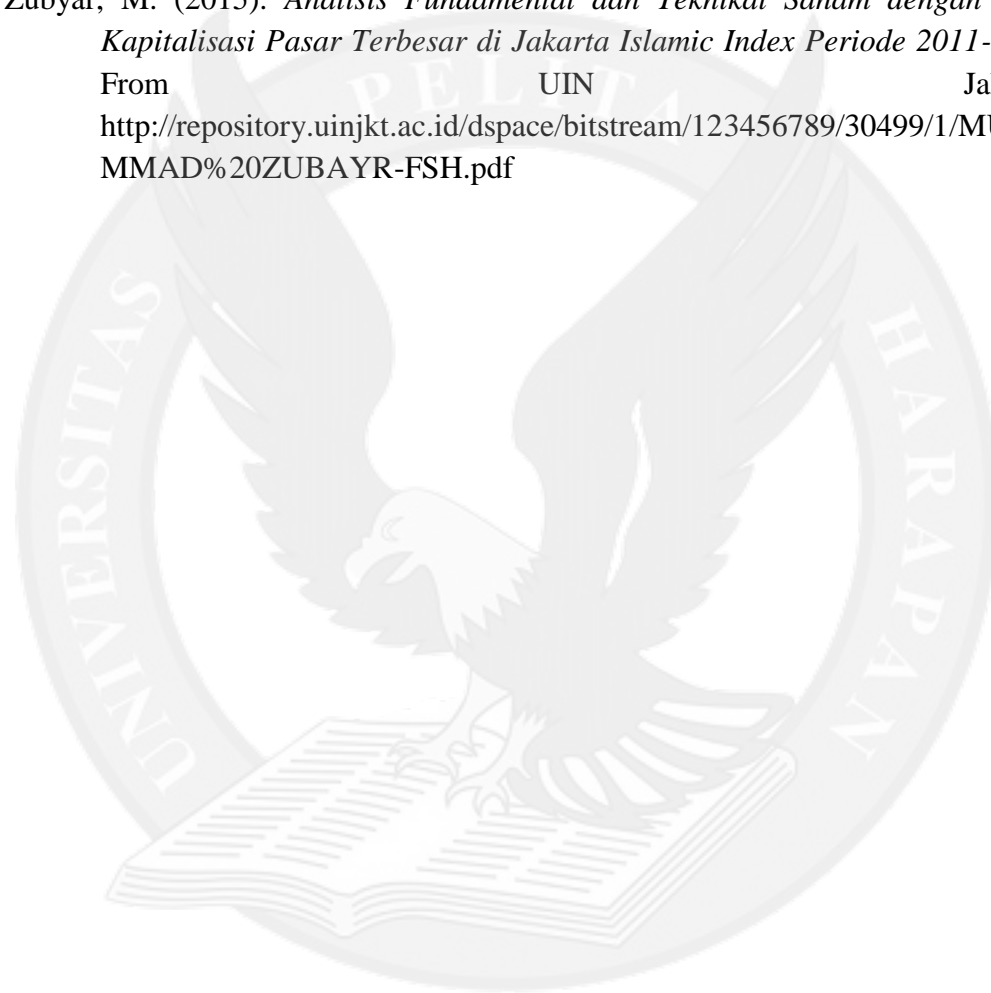 Zubyar, M. (2015). Analisis Fundamental dan Teknikal Saham dengan
Kapitalisasi Pasar Terbesar di Jakarta Islamic Index Periode 2011-
From UIN
http://repository.uinjkt.ac.id/dspace/bitstream/123456789/30499/1/MU
MMAD%20ZUBAYR-FSH.pdf
UNIVERSITAS PELITA HARAPAN